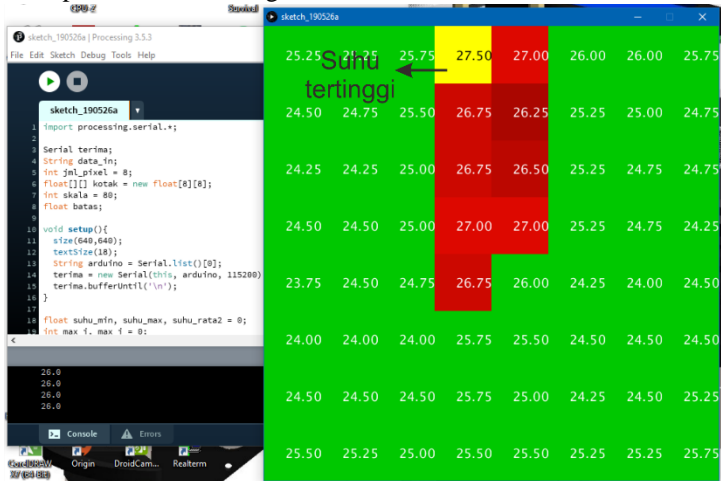 CPU-Z
Survival
sketch_190526a | Processing 3.5.3
File Edit Sketch Debug Tools Help
sketch_190526a
1 import processing.serial.*;
2
3 Serial terima;
4 String data_in;
5 int jml_pixel = 8;
6 float[][] kotak = new float[8][8];
7 int skala = 80;
8 float batas;
9
10 void setup(){
11 size(640,640);
12 textSize(18);
13 String arduino = Serial.list()[0];
14 terima = new Serial(this, arduino, 115200)
15 terima.bufferUntil('\n');
16 }
17
18 float suhu_min, suhu_max, suhu_rata2 = 0;
19 int max_i, max_j = 0;
26.0
26.0
26.0
26.0
Console Errors
CorelDRAW Origin DroidCam... Realterm
X7 (64-Bit)
sketch_190526a
25.25 25.25 25.75 27.50 27.00 26.00 26.00 25.75
Suhu
tertinggi
24.50 24.75 25.50 26.75 26.25 25.25 25.00 24.75
24.25 24.25 25.00 26.75 26.50 25.25 24.75 24.75
24.50 24.50 25.00 27.00 27.00 25.25 24.75 24.25
23.75 24.50 24.75 26.75 26.00 24.25 24.00 24.50
24.00 24.00 24.00 25.75 25.50 24.50 24.50 24.50
24.50 24.50 24.50 25.75 25.00 24.25 24.50 24.25
25.50 25.25 25.00 25.50 25.50 25.25 25.25 25.75